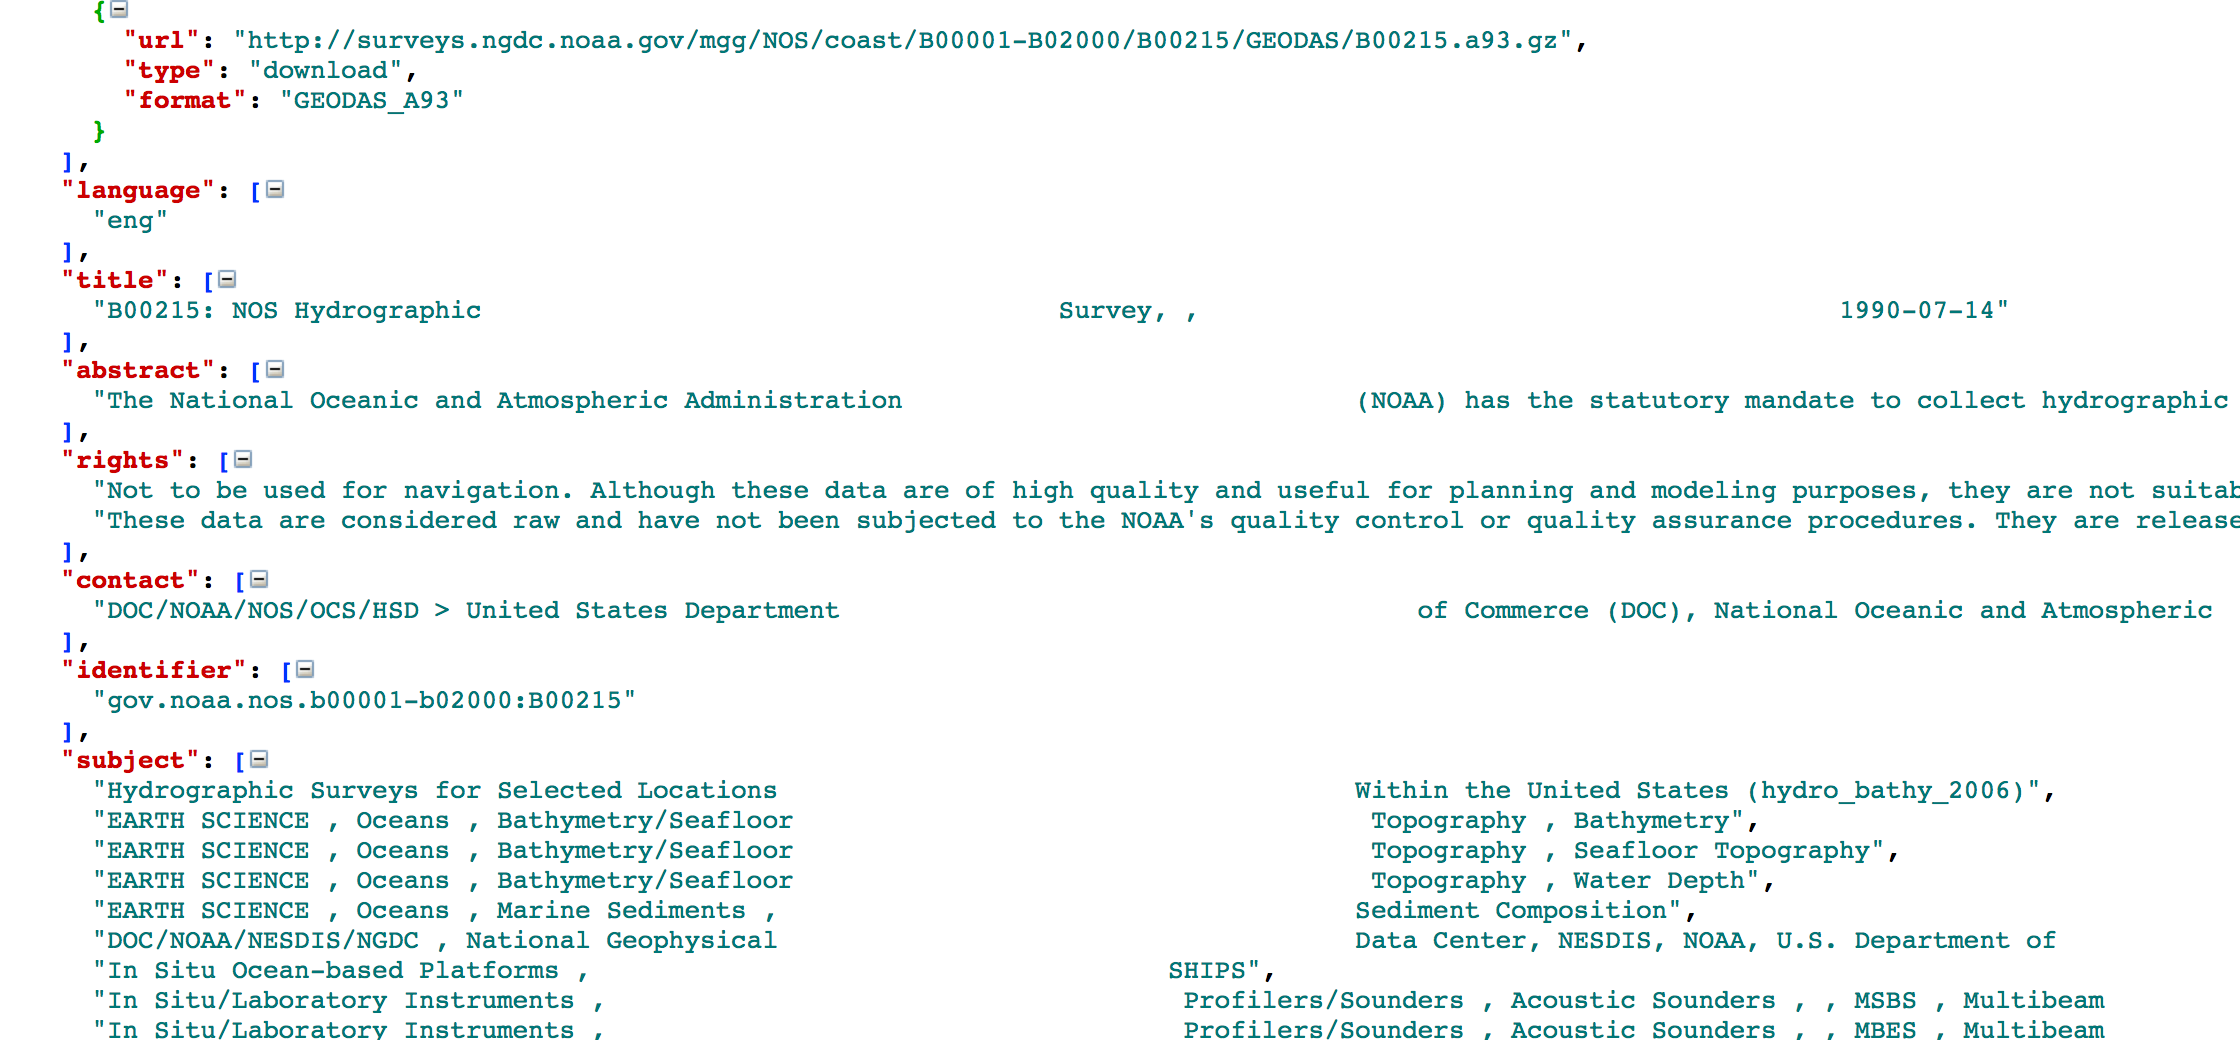 {
"url": "http://surveys.ngdc.noaa.gov/mgg/NOS/coast/B00001-B02000/B00215/GEODAS/B00215.a93.gz",
"type": "download",
"format": "GEODAS_A93"
}
],
"language": [
"eng"
],
"title": [
"B00215: NOS Hydrographic Survey, , 1990-07-14"
],
"abstract": [
"The National Oceanic and Atmospheric Administration (NOAA) has the statutory mandate to collect hydrographic
],
"rights": [
"Not to be used for navigation. Although these data are of high quality and useful for planning and modeling purposes, they are not suitab
"These data are considered raw and have not been subjected to the NOAA's quality control or quality assurance procedures. They are release
],
"contact": [
"DOC/NOAA/NOS/OCS/HSD > United States Department of Commerce (DOC), National Oceanic and Atmospheric
],
"identifier": [
"gov.noaa.nos.b00001-b02000:B00215"
],
"subject": [
"Hydrographic Surveys for Selected Locations Within the United States (hydro_bathy_2006)",
"EARTH SCIENCE , Oceans , Bathymetry/Seafloor Topography , Bathymetry",
"EARTH SCIENCE , Oceans , Bathymetry/Seafloor Topography , Seafloor Topography",
"EARTH SCIENCE , Oceans , Bathymetry/Seafloor Topography , Water Depth",
"EARTH SCIENCE , Oceans , Marine Sediments , Sediment Composition",
"DOC/NOAA/NESDIS/NGDC , National Geophysical Data Center, NESDIS, NOAA, U.S. Department of
"In Situ Ocean-based Platforms , SHIPS",
"In Situ/Laboratory Instruments , Profilers/Sounders , Acoustic Sounders , , MSBS , Multibeam
"In Situ/Laboratory Instruments , Profilers/Sounders , Acoustic Sounders , , MBES , Multibeam